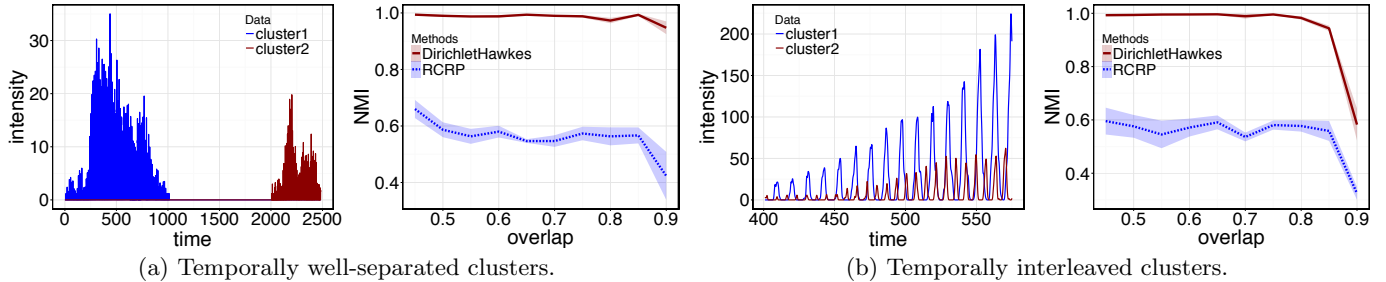 Data
cluster1
cluster2
intensity
0
10
20
30
0
500
1000
1500
2000
2500
time
Methods
DirichletHawkes
RCRP
NMI
0.4
0.6
0.8
1.0
0.5
0.6
0.7
0.8
0.9
overlap
(a) Temporally well-separated clusters.
Data
cluster1
cluster2
intensity
0
50
100
150
200
400
450
500
550
time
Methods
DirichletHawkes
RCRP
NMI
0.4
0.6
0.8
1.0
0.5
0.6
0.7
0.8
0.9
overlap
(b) Temporally interleaved clusters.